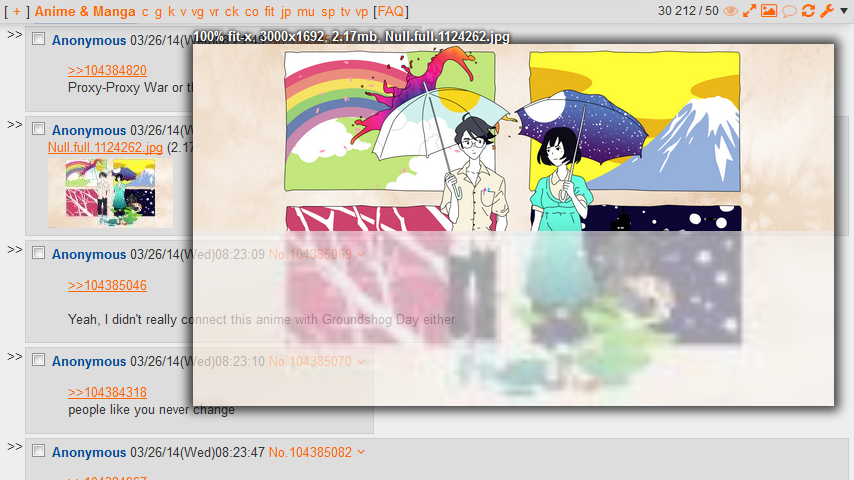 [ + ] Anime & Manga c g k v vg vr ck co fit jp mu sp tv vp [FAQ] 30 212 / 50
100% fit-x, 3000x1692, 2.17mb, Null.full.1124262.jpg
>> Anonymous 03/26/14(W
>>104384820
Proxy-Proxy War or th
>> Anonymous 03/26/14(W
Null.full.1124262.jpg (2.17
>> Anonymous 03/26/14(Wed)08:23:09 No.104385069
>>104385046
Yeah, I didn't really connect this anime with Groundshog Day either.
>> Anonymous 03/26/14(Wed)08:23:10 No.104385070
>>104384318
people like you never change
>> Anonymous 03/26/14(Wed)08:23:47 No.104385082